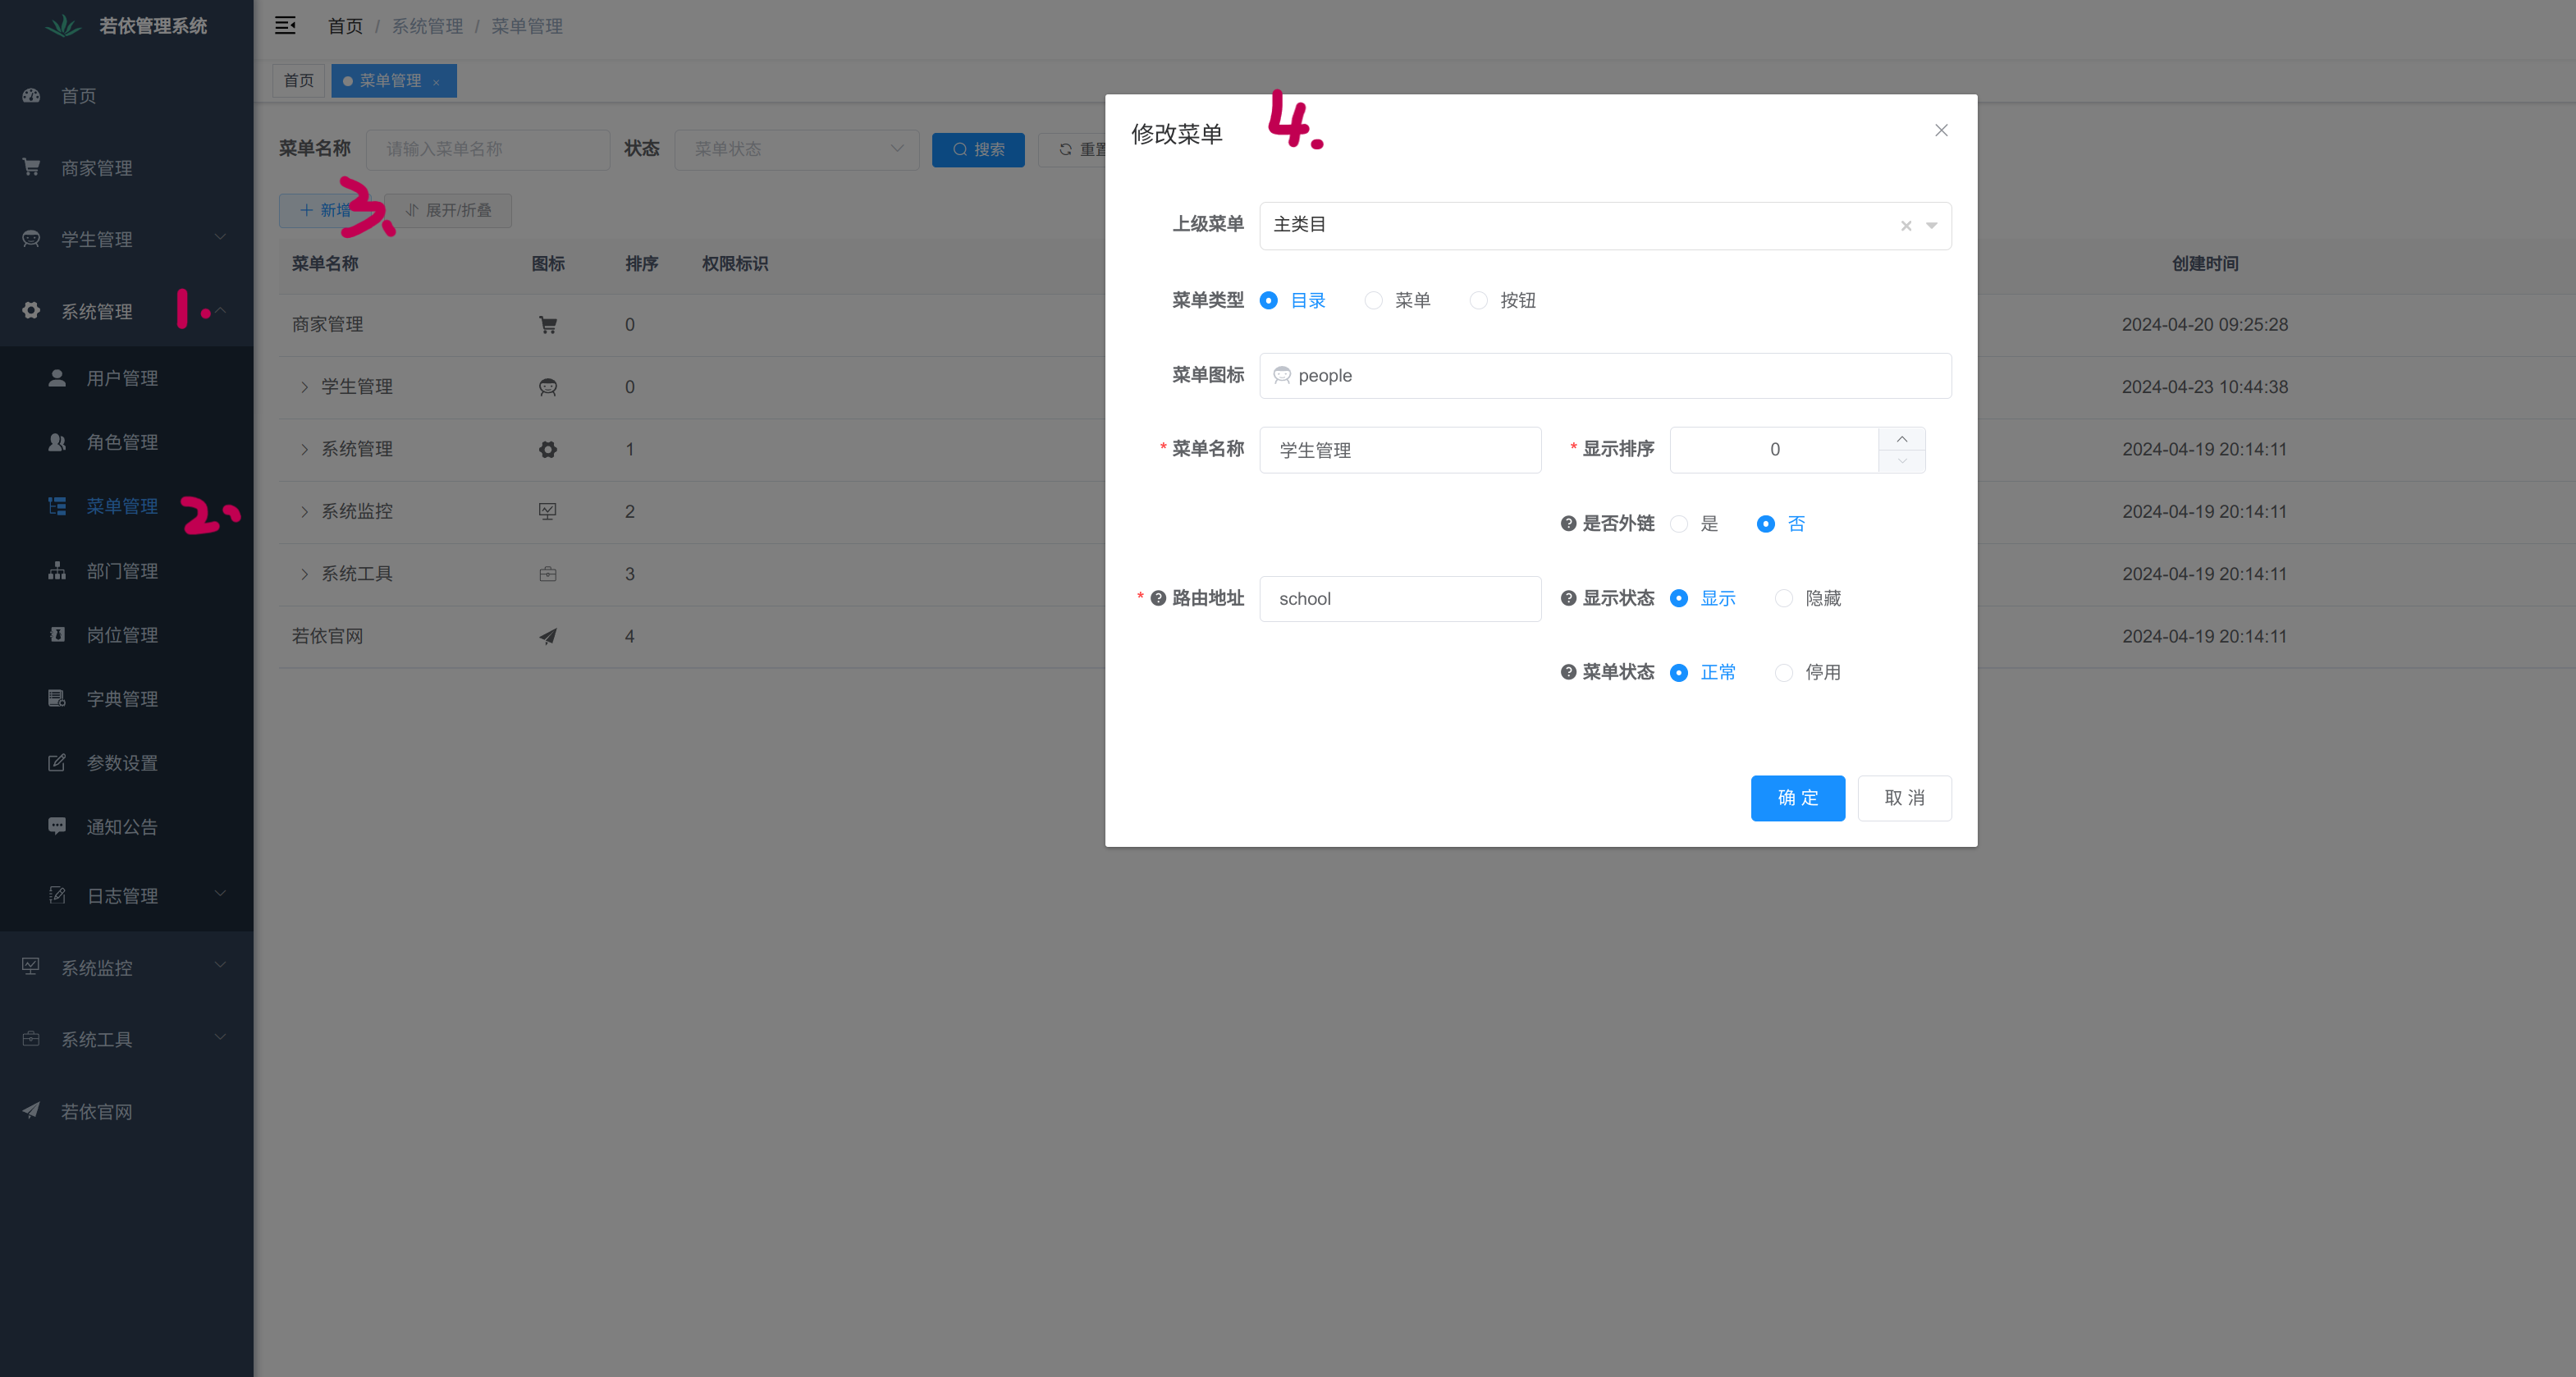 若依管理系统
首页
商家管理
学生管理
系统管理
1.
用户管理
角色管理
菜单管理
2.
部门管理
岗位管理
字典管理
参数设置
通知公告
日志管理
系统监控
系统工具
若依官网
首页 / 系统管理 / 菜单管理
首页
菜单管理 ×
菜单名称 请输入菜单名称 状态 菜单状态 搜索 重置
+ 新增 3. 展开/折叠
菜单名称 图标 排序 权限标识 创建时间
商家管理 0 2024-04-20 09:25:28
学生管理 0 2024-04-23 10:44:38
系统管理 1 2024-04-19 20:14:11
系统监控 2 2024-04-19 20:14:11
系统工具 3 2024-04-19 20:14:11
若依官网 4 2024-04-19 20:14:11
修改菜单 4.
上级菜单 主类目
菜单类型 目录 菜单 按钮
菜单图标 people
* 菜单名称 学生管理 * 显示排序 0
是否外链 是 否
* 路由地址 school 显示状态 显示 隐藏
菜单状态 正常 停用
确 定 取 消